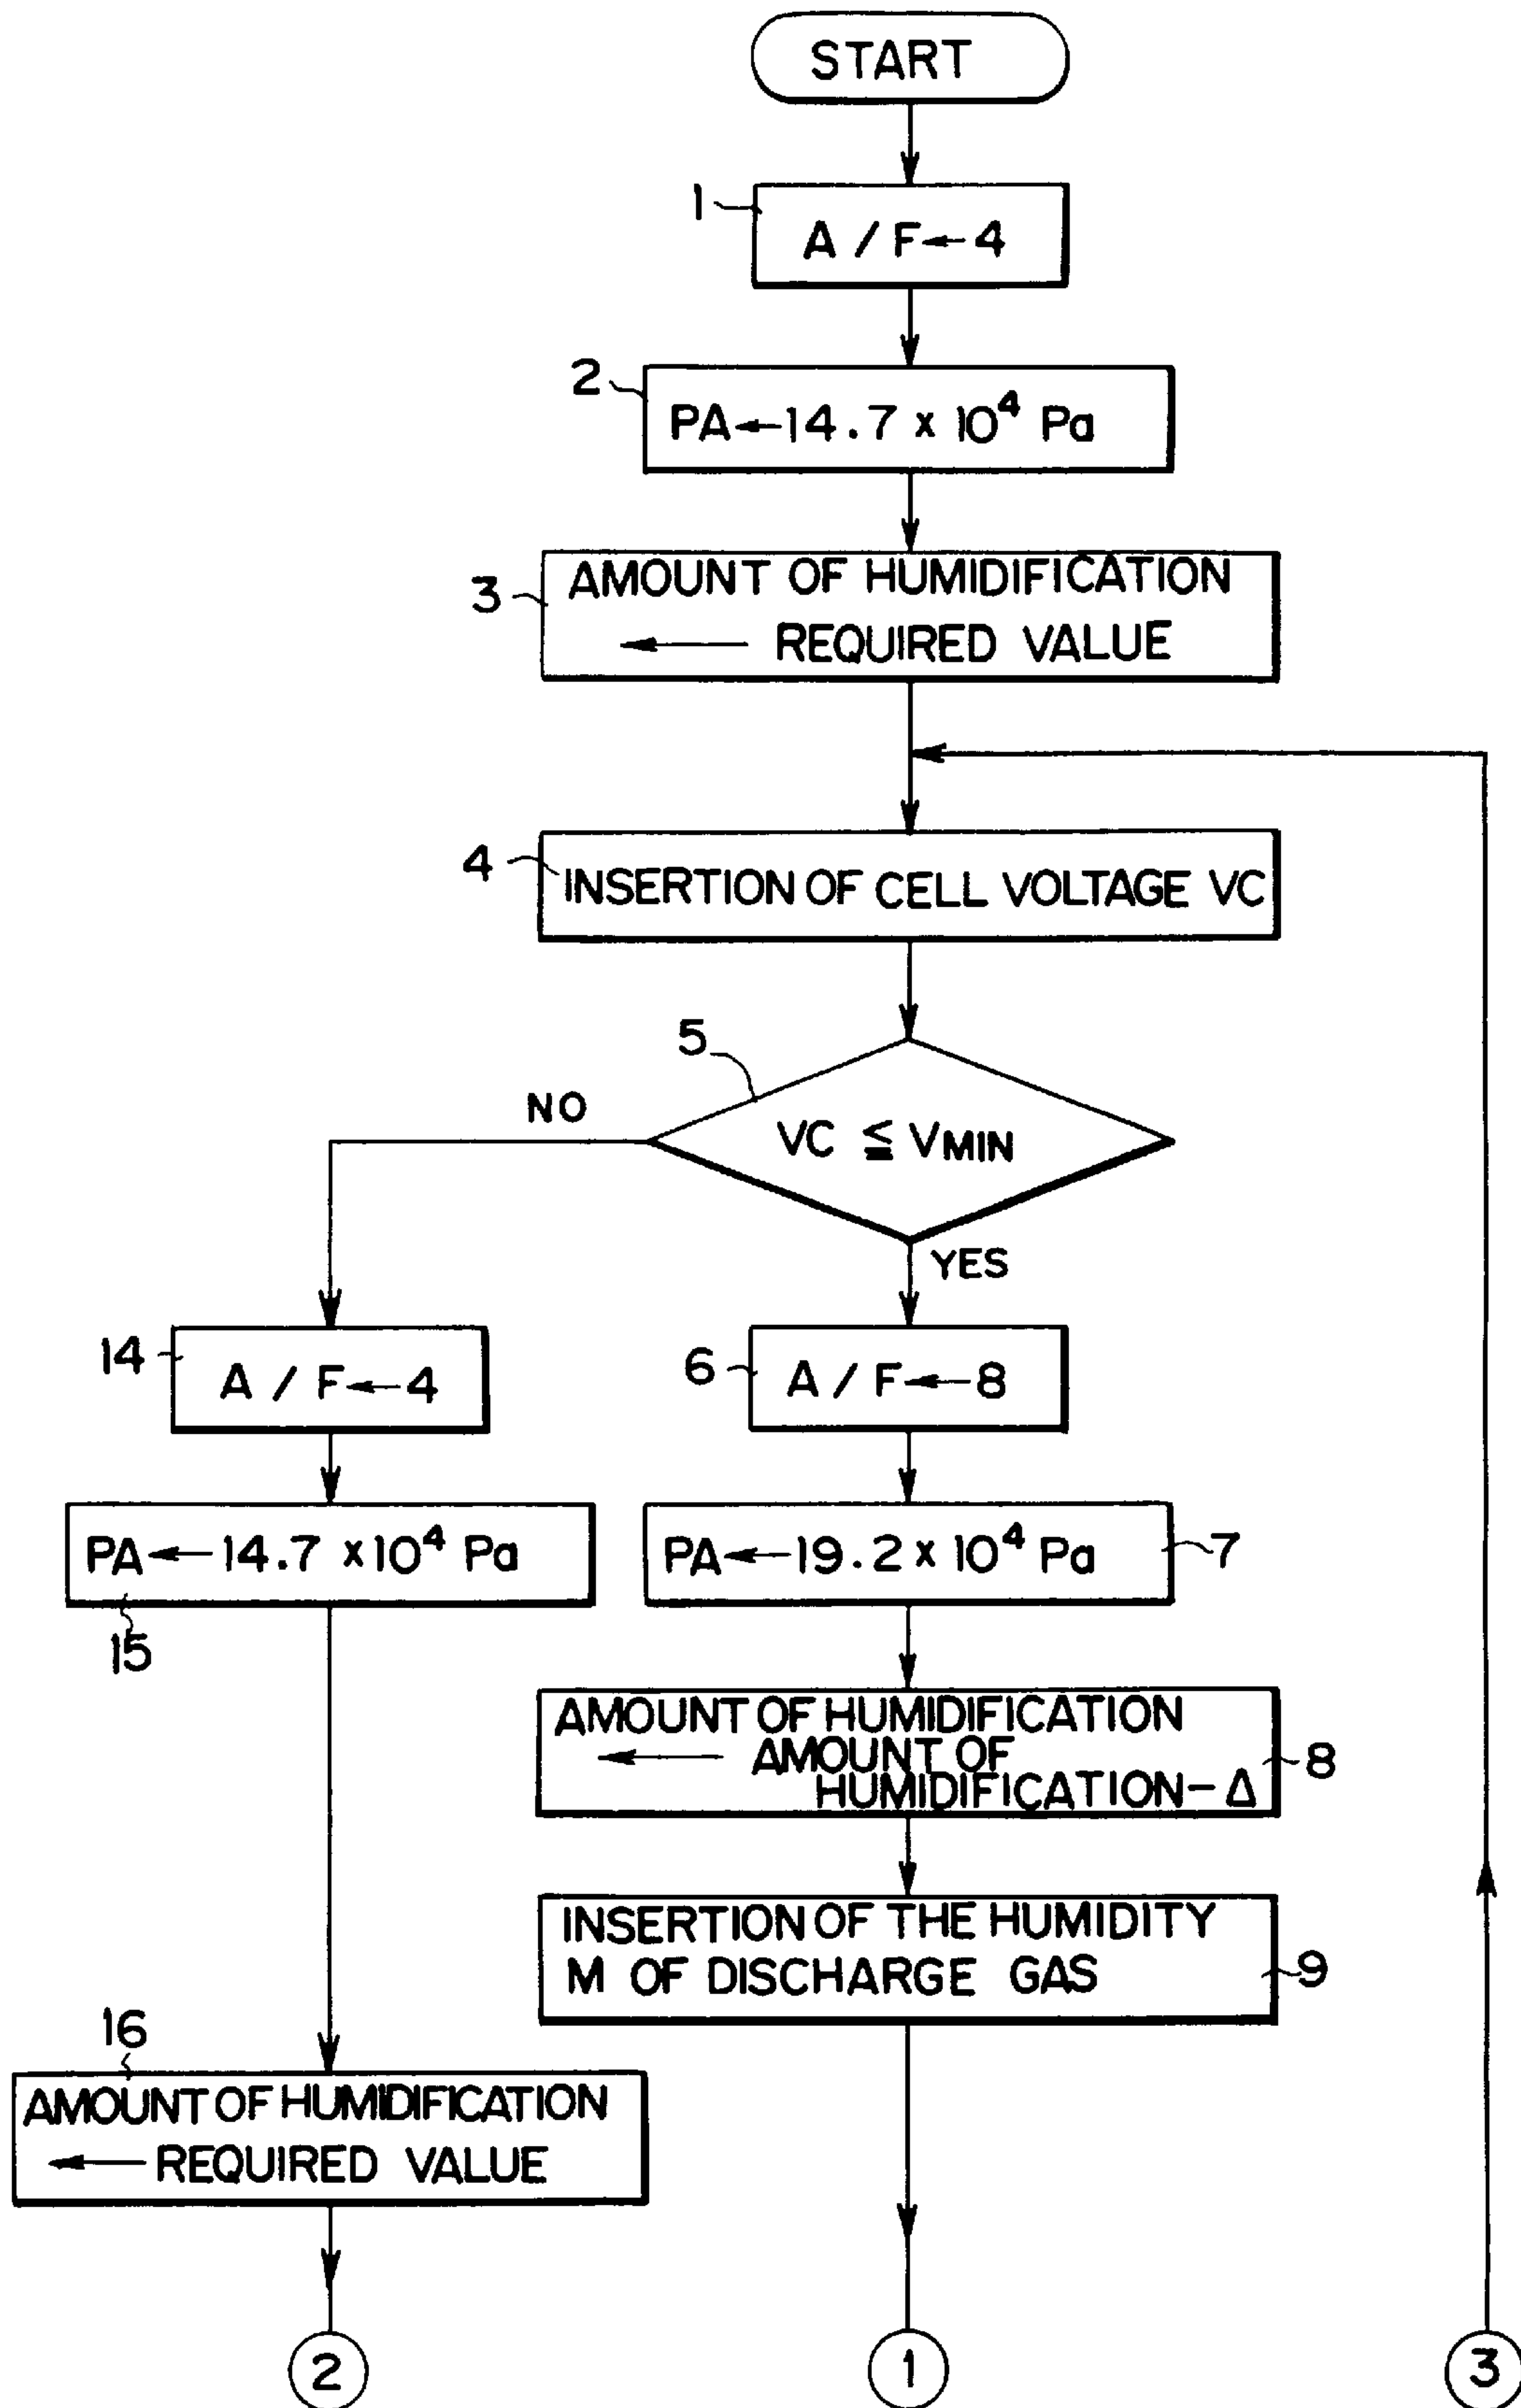 START
1
A / F←4
2
PA←14.7 x 10⁴ Pa
3
AMOUNT OF HUMIDIFICATION
← REQUIRED VALUE
4
INSERTION OF CELL VOLTAGE VC
5
NO
VC ≦ VMIN
YES
14
A / F←4
6
A / F←8
PA←14.7 x10⁴ Pa
15
PA←19.2 x 10⁴ Pa
7
AMOUNT OF HUMIDIFICATION
← AMOUNT OF
HUMIDIFICATION-Δ
8
INSERTION OF THE HUMIDITY
M OF DISCHARGE GAS
9
16
AMOUNT OF HUMIDIFICATION
← REQUIRED VALUE
2
1
3